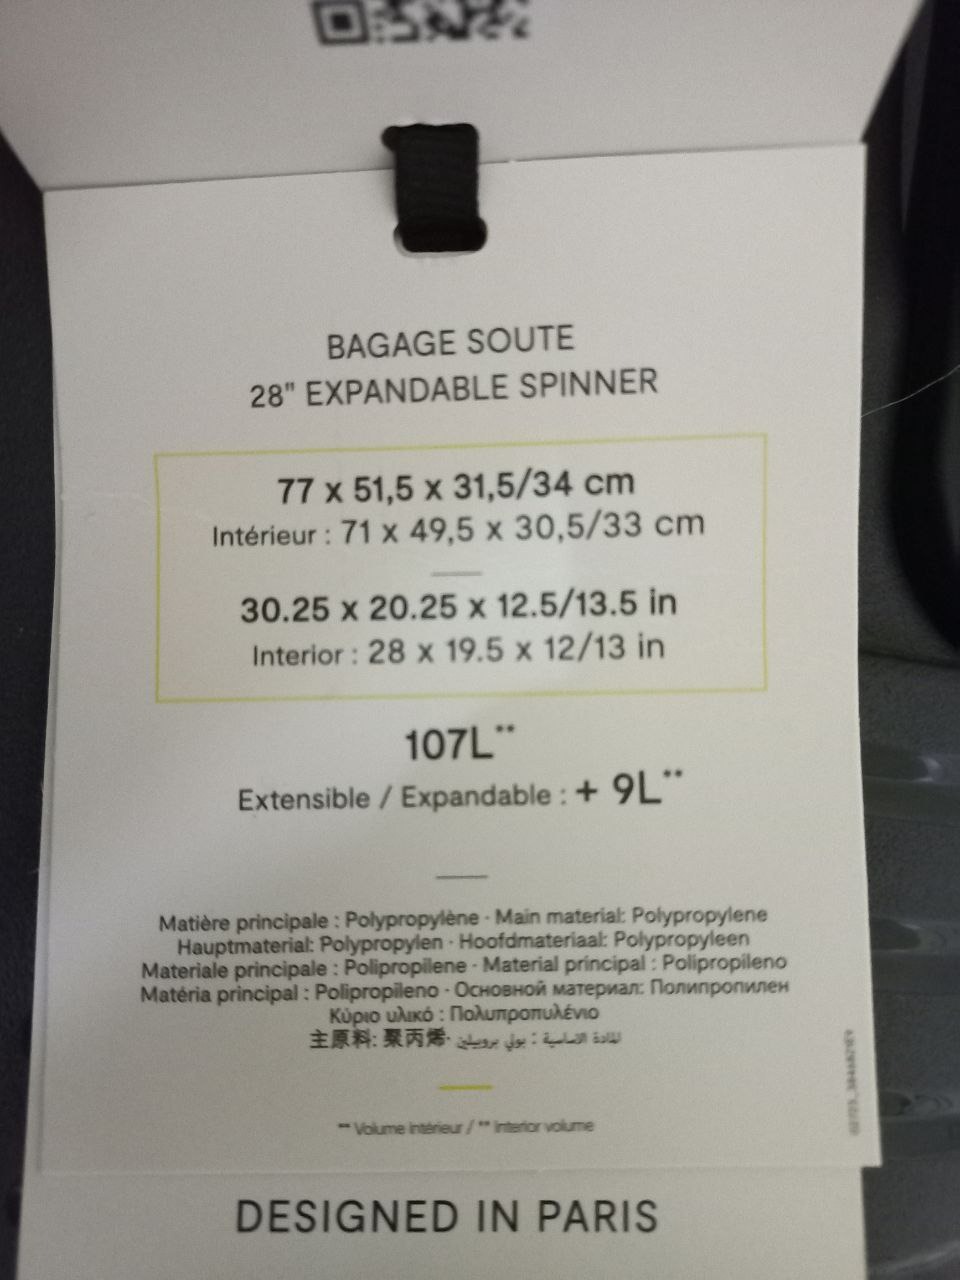 BAGAGE SOUTE
28" EXPANDABLE SPINNER
77 x 51,5 x 31,5/34 cm
Intérieur : 71 x 49,5 x 30,5/33 cm
30.25 x 20.25 x 12.5/13.5 in
Interior : 28 x 19.5 x 12/13 in
107L**
Extensible / Expandable : + 9L**
Matière principale : Polypropylène · Main material: Polypropylene
Hauptmaterial: Polypropylen · Hoofdmateriaal: Polypropyleen
Materiale principale : Polipropilene · Material principal : Polipropileno
Matéria principal : Polipropileno · Основной материал: Полипропилен
Κύριο υλικό : Πολυπροπυλένιο
主原料: 聚丙烯· المادة الاساسية : بولي بروبيلين
** Volume intérieur / ** Interior volume
DESIGNED IN PARIS